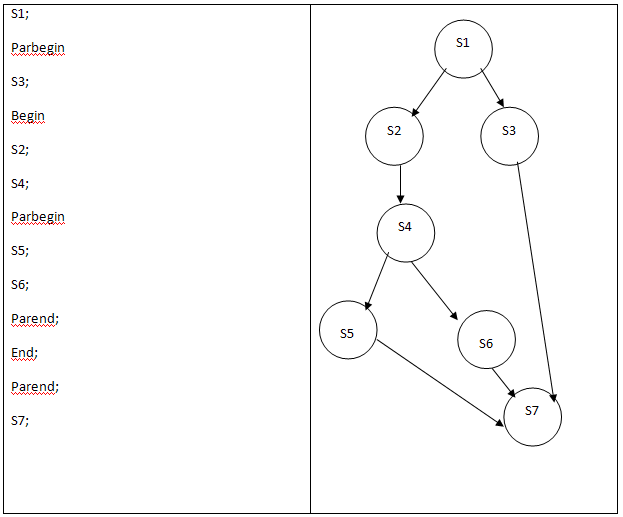 S1;
Parbegin
S3;
Begin
S2;
S4;
Parbegin
S5;
S6;
Parend;
End;
Parend;
S7;
S1
S2
S3
S4
S5
S6
S7